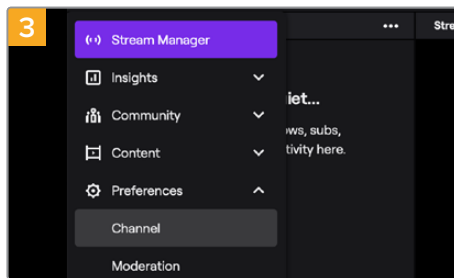 3
Stream Manager
••• Stre
Insights
iet...
Community
ows, subs,
Content
tivity here.
Preferences
Channel
Moderation